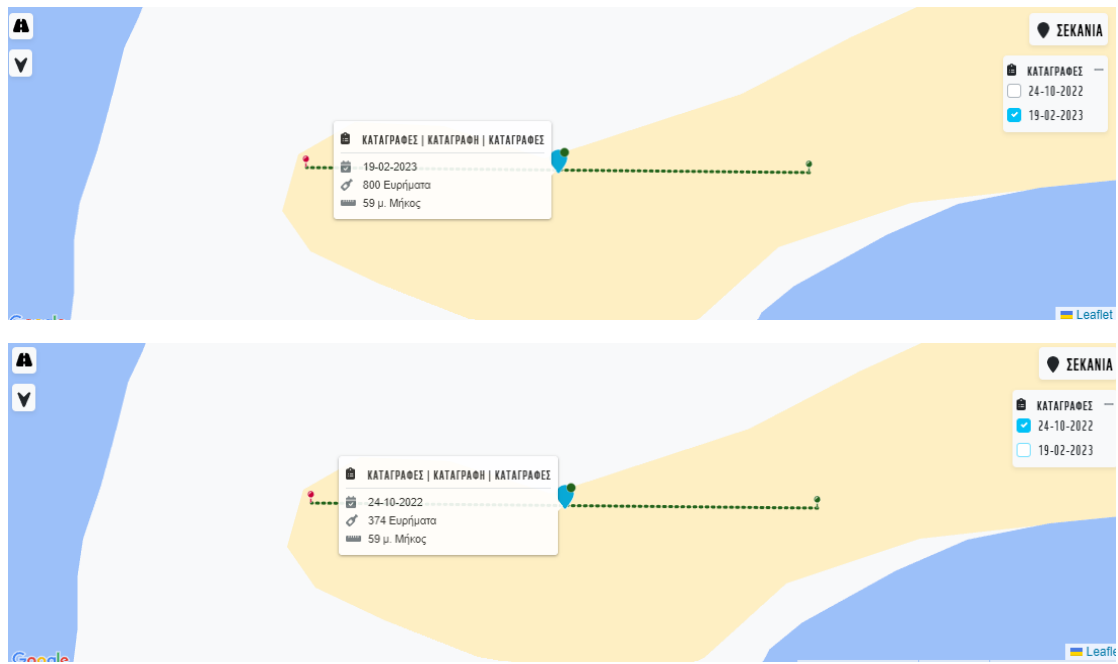 ΣΕΚΑΝΙΑ
ΚΑΤΑΓΡΑΦΕΣ
24-10-2022
19-02-2023
ΚΑΤΑΓΡΑΦΕΣ | ΚΑΤΑΓΡΑΦΗ | ΚΑΤΑΓΡΑΦΕΣ
19-02-2023
800 Ευρήματα
59 μ. Μήκος
Leaflet
ΣΕΚΑΝΙΑ
ΚΑΤΑΓΡΑΦΕΣ
24-10-2022
19-02-2023
ΚΑΤΑΓΡΑΦΕΣ | ΚΑΤΑΓΡΑΦΗ | ΚΑΤΑΓΡΑΦΕΣ
24-10-2022
374 Ευρήματα
59 μ. Μήκος
Google
Leafle